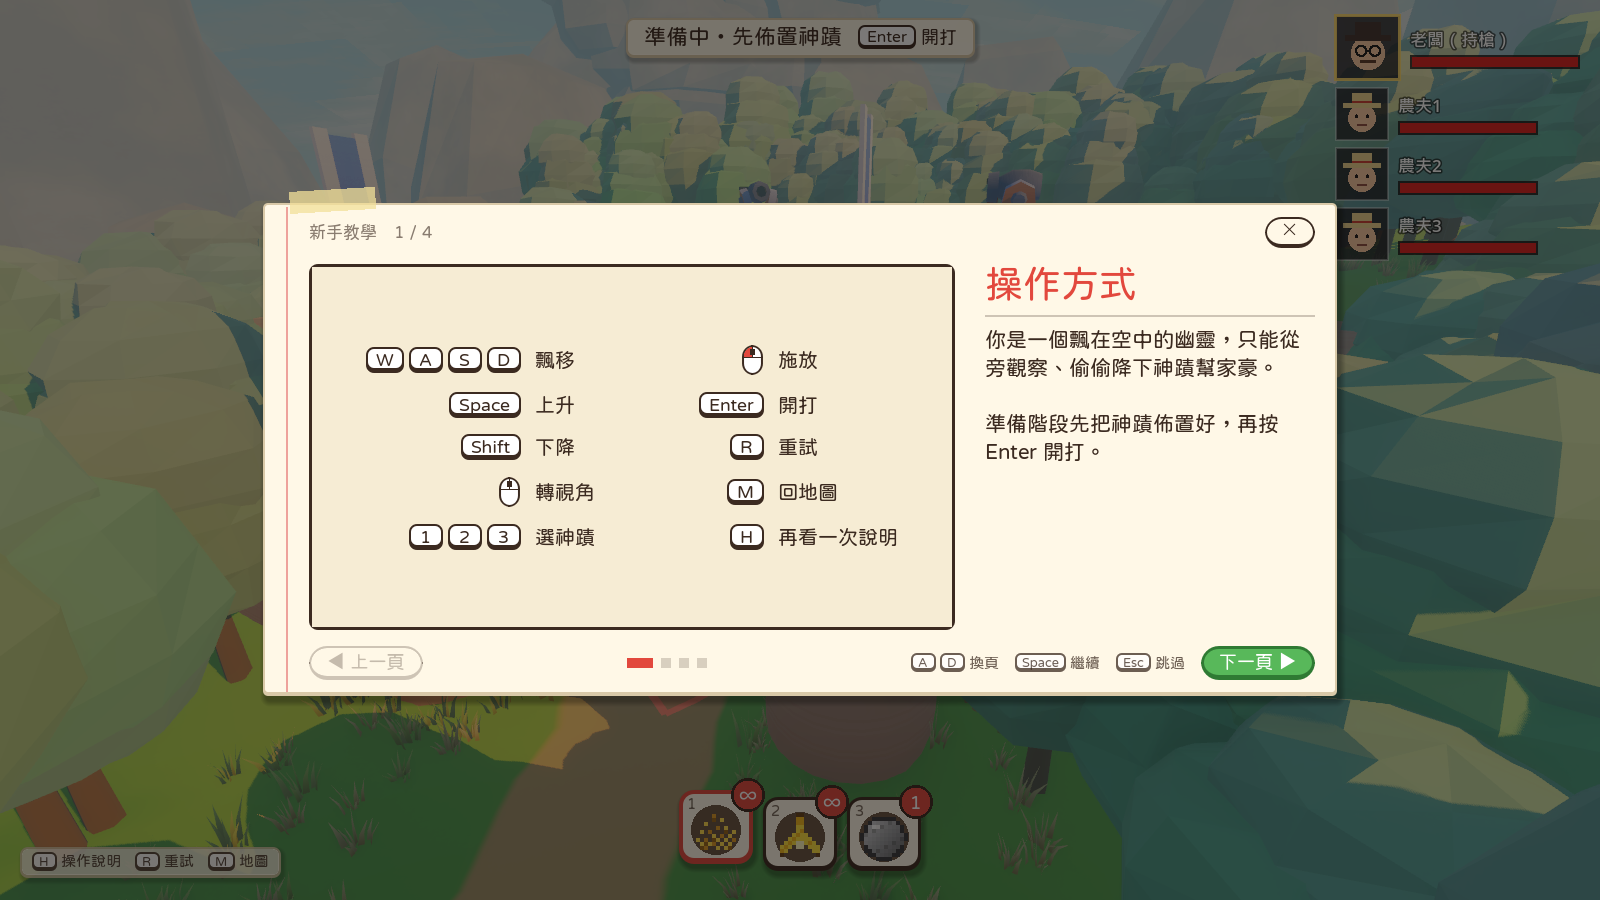 準備中・先佈置神蹟 Enter 開打
老闆（持槍）
農夫1
農夫2
農夫3
新手教學 1 / 4
操作方式
你是一個飄在空中的幽靈，只能從
旁觀察、偷偷降下神蹟幫家豪。
準備階段先把神蹟佈置好，再按
Enter 開打。
W A S D 飄移
施放
Space 上升
Enter 開打
Shift 下降
R 重試
轉視角
M 回地圖
1 2 3 選神蹟
H 再看一次說明
◀ 上一頁
A D 換頁 Space 繼續 Esc 跳過
下一頁 ▶
1 ∞
2 ∞
3 1
H 操作說明 R 重試 M 地圖